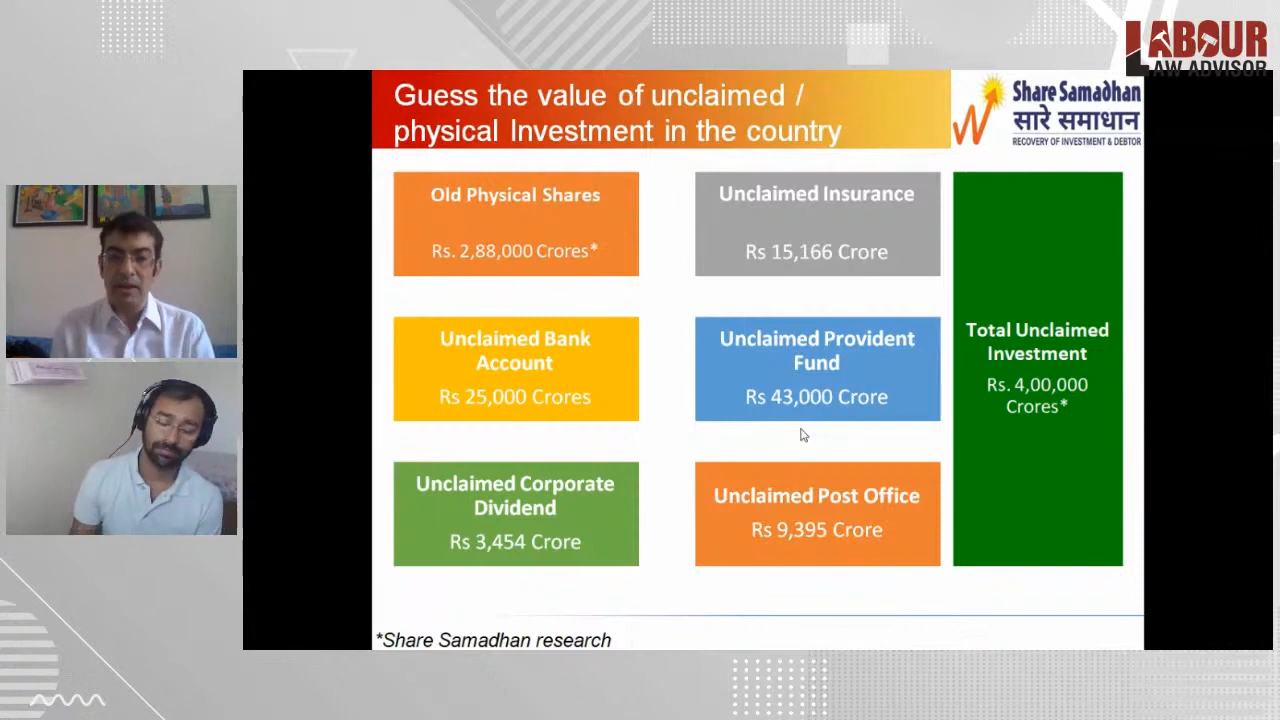 LABOUR
LAW ADVISOR
Guess the value of unclaimed /
physical Investment in the country
Share Samadhan
सारे समाधान
RECOVERY OF INVESTMENT & DEBTOR
Old Physical Shares
Rs. 2,88,000 Crores*
Unclaimed Insurance
Rs 15,166 Crore
Unclaimed Bank
Account
Rs 25,000 Crores
Unclaimed Provident
Fund
Rs 43,000 Crore
Unclaimed Corporate
Dividend
Rs 3,454 Crore
Unclaimed Post Office
Rs 9,395 Crore
Total Unclaimed
Investment
Rs. 4,00,000
Crores*
*Share Samadhan research